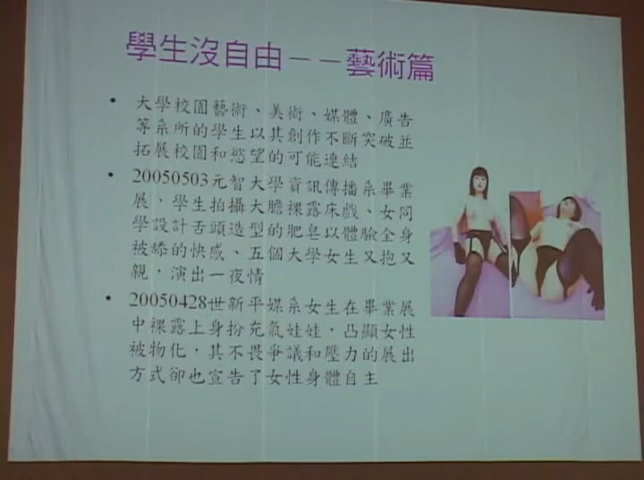 學生沒自由－－藝術篇
• 大學校園藝術、美術、媒體、廣告
等系所的學生以其創作不斷突破並
拓展校園和慾望的可能連結
• 20050503元智大學資訊傳播系畢業
展，學生拍攝大膽裸露床戲、女同
學設計舌頭造型的肥皂以體驗全身
被舔的快感、五個大學女生又抱又
親，演出一夜情
• 20050428世新平媒系女生在畢業展
中裸露上身扮充氣娃娃，凸顯女性
被物化，其不畏爭議和壓力的展出
方式卻也宣告了女性身體自主